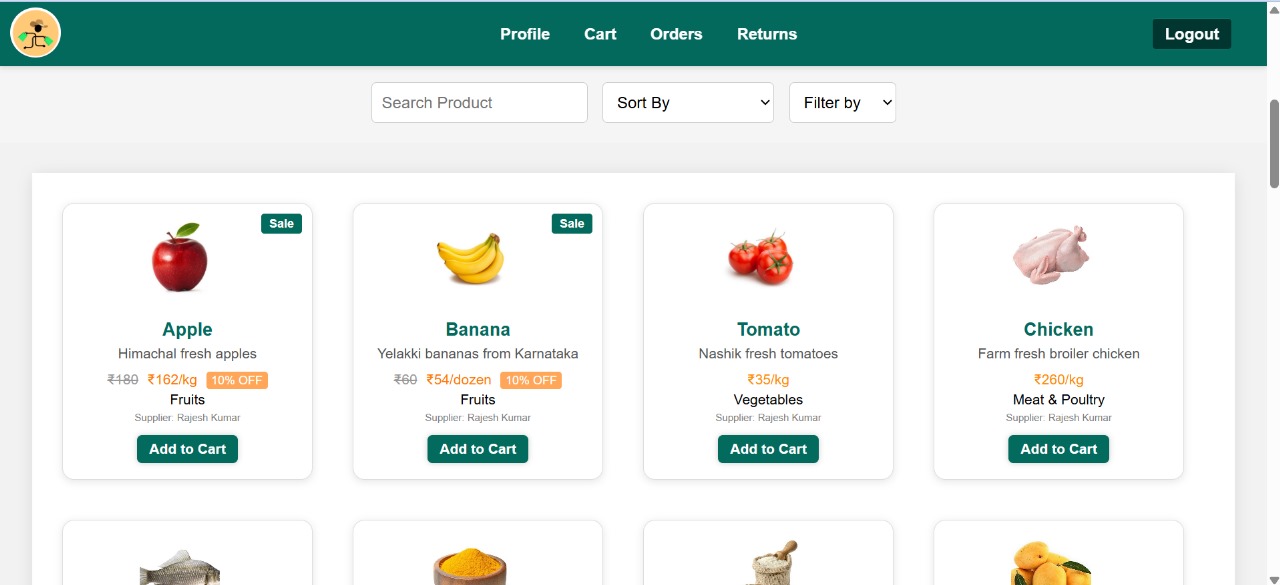 Profile Cart Orders Returns Logout
Search Product Sort By Filter by
Sale
Apple
Himachal fresh apples
₹180 ₹162/kg 10% OFF
Fruits
Supplier: Rajesh Kumar
Add to Cart
Sale
Banana
Yelakki bananas from Karnataka
₹60 ₹54/dozen 10% OFF
Fruits
Supplier: Rajesh Kumar
Add to Cart
Tomato
Nashik fresh tomatoes
₹35/kg
Vegetables
Supplier: Rajesh Kumar
Add to Cart
Chicken
Farm fresh broiler chicken
₹260/kg
Meat & Poultry
Supplier: Rajesh Kumar
Add to Cart